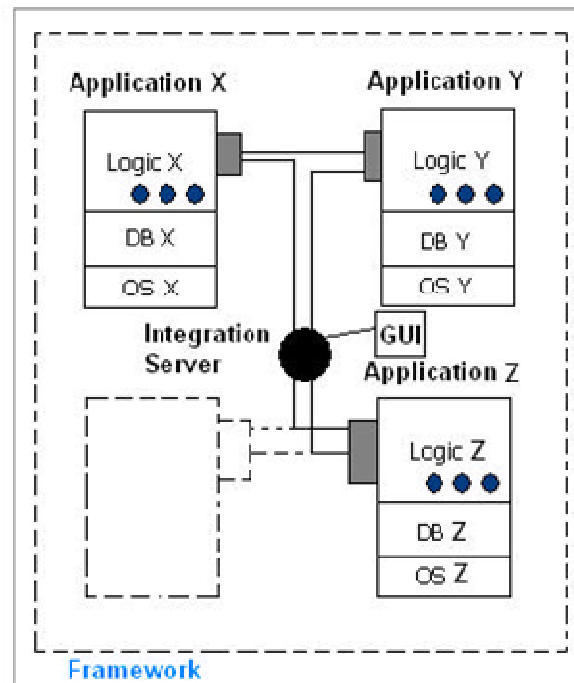 Application X
Application Y
Logic X
Logic Y
DB X
DB Y
OS X
OS Y
Integration
Server
GUI
Application Z
Logic Z
DB Z
OS Z
Framework